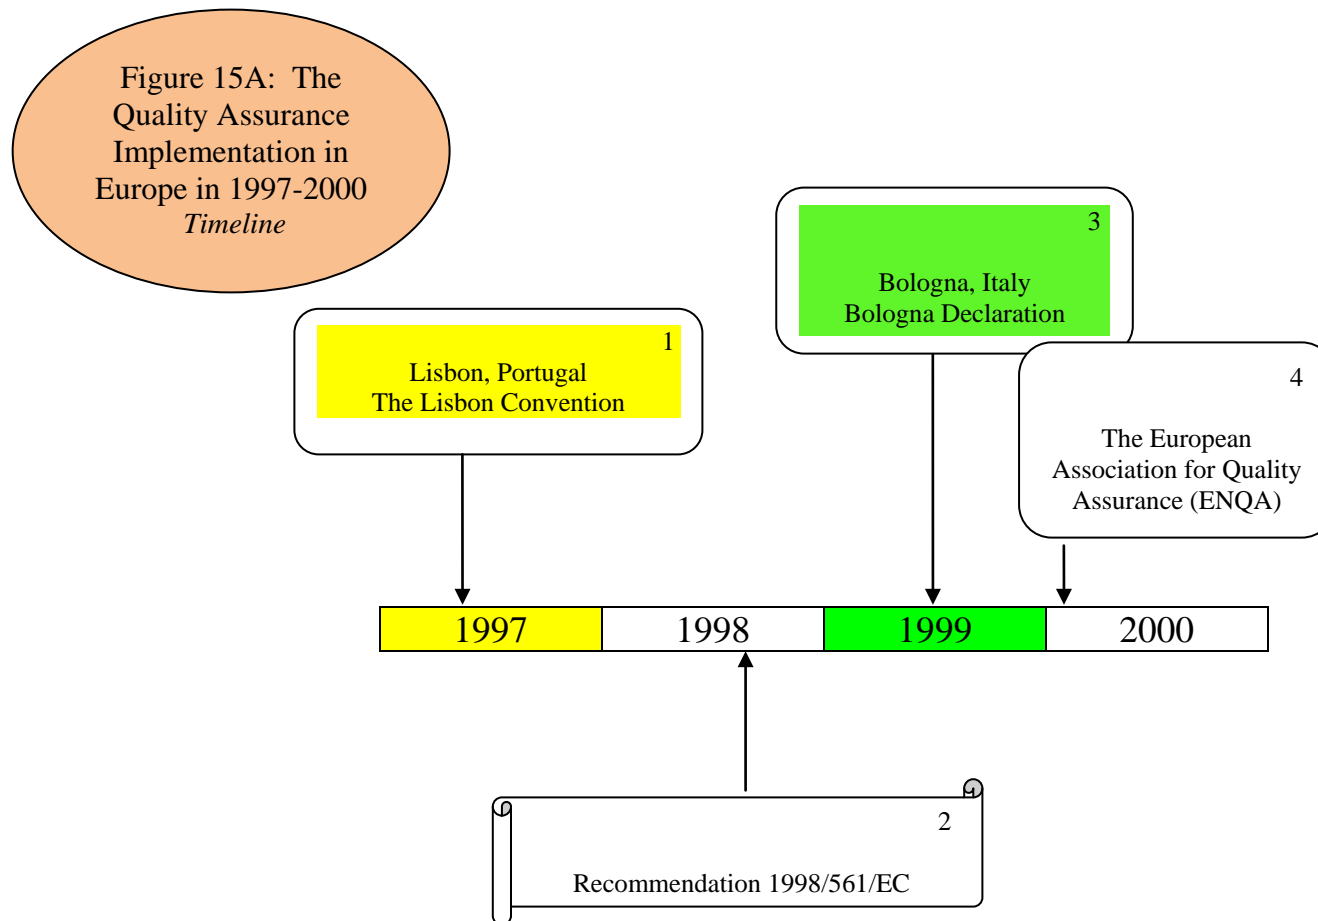 Figure 15A: The
Quality Assurance
Implementation in
Europe in 1997-2000
Timeline
3
Bologna, Italy
Bologna Declaration
1
Lisbon, Portugal
The Lisbon Convention
4
The European
Association for Quality
Assurance (ENQA)
1997
1998
1999
2000
2
Recommendation 1998/561/EC